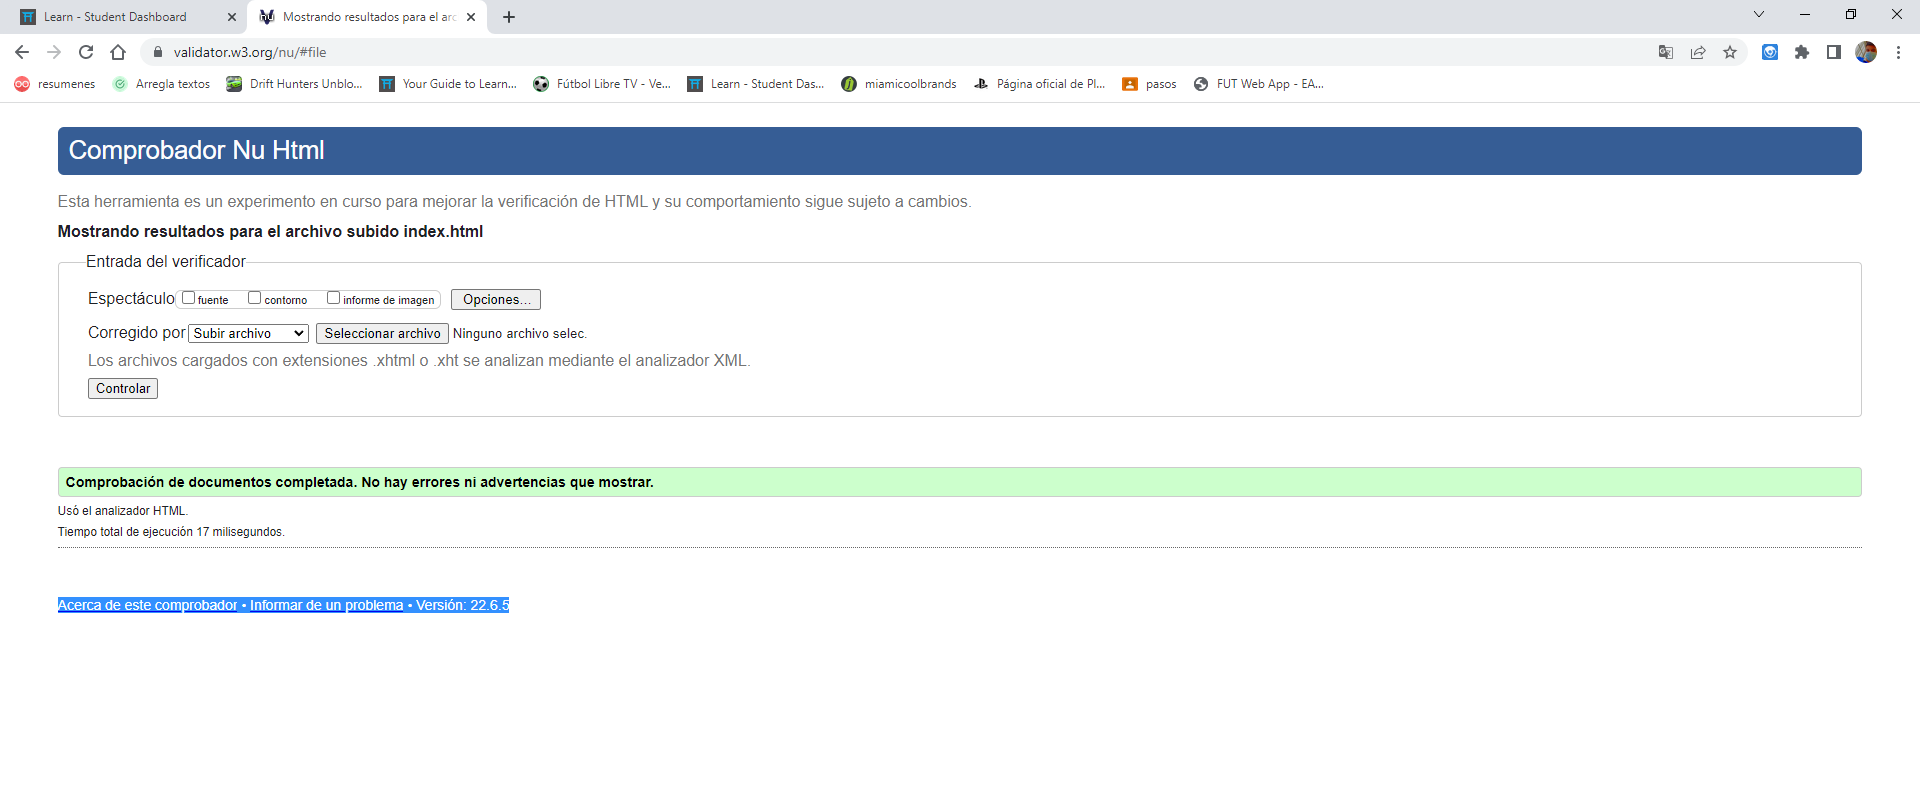 Learn - Student Dashboard
Mostrando resultados para el arc
validator.w3.org/nu/#file
resumenes Arregla textos Drift Hunters Unblo... Your Guide to Learn... Fútbol Libre TV - Ve... Learn - Student Das... miamicoolbrands Página oficial de Pl... pasos FUT Web App - EA...
Comprobador Nu Html
Esta herramienta es un experimento en curso para mejorar la verificación de HTML y su comportamiento sigue sujeto a cambios.
Mostrando resultados para el archivo subido index.html
Entrada del verificador
Espectáculo fuente contorno informe de imagen Opciones...
Corregido por Subir archivo Seleccionar archivo Ninguno archivo selec.
Los archivos cargados con extensiones .xhtml o .xht se analizan mediante el analizador XML.
Controlar
Comprobación de documentos completada. No hay errores ni advertencias que mostrar.
Usó el analizador HTML.
Tiempo total de ejecución 17 milisegundos.
Acerca de este comprobador • Informar de un problema • Versión: 22.6.5